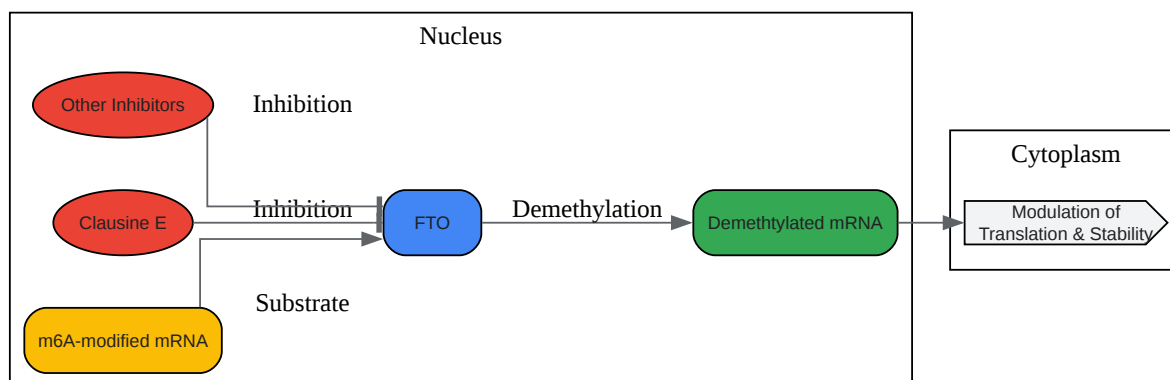 Nucleus
Other Inhibitors
Inhibition
Clausine E
Inhibition
FTO
Demethylation
Demethtylated mRNA
Substrate
m6A-modified mRNA
Cytoplasm
Modulation of
Translation & Stability